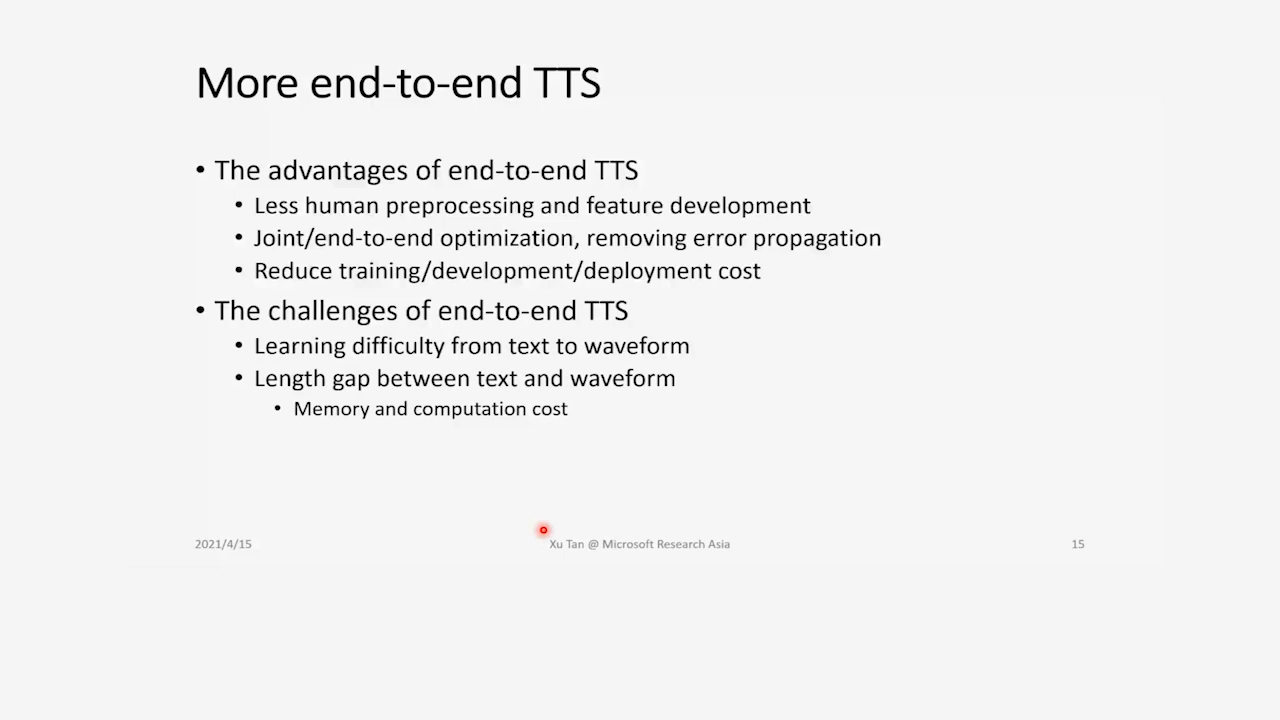 More end-to-end TTS
• The advantages of end-to-end TTS
• Less human preprocessing and feature development
• Joint/end-to-end optimization, removing error propagation
• Reduce training/development/deployment cost
• The challenges of end-to-end TTS
• Learning difficulty from text to waveform
• Length gap between text and waveform
• Memory and computation cost
2021/4/15
Xu Tan @ Microsoft Research Asia
15